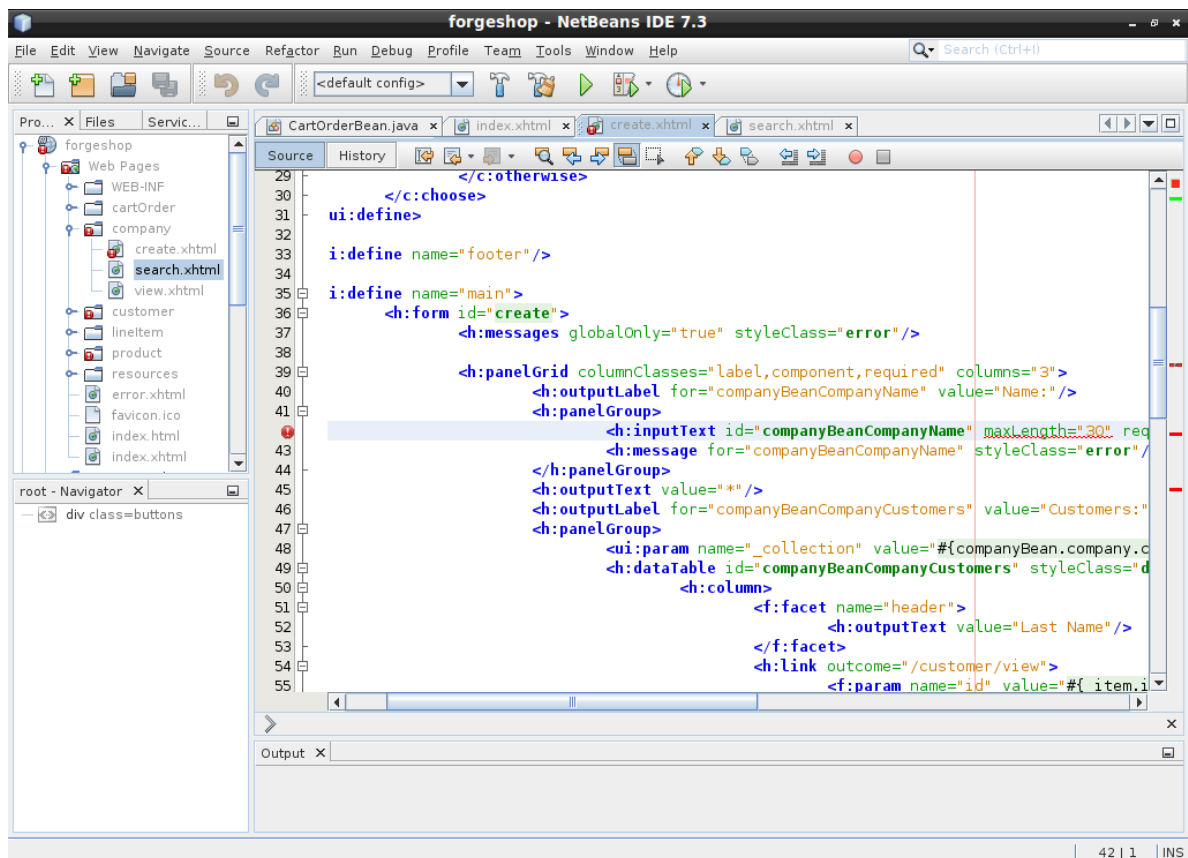 forgeshop - NetBeans IDE 7.3
File Edit View Navigate Source Refactor Run Debug Profile Team Tools Window Help
Search (Ctrl+I)
<default config>
Pro... Files Servic...
forgeshop
Web Pages
WEB-INF
cartOrder
company
create.xhtml
search.xhtml
view.xhtml
customer
lineItem
product
resources
error.xhtml
favicon.ico
index.html
index.xhtml
root - Navigator
div class=buttons
CartOrderBean.java index.xhtml create.xhtml search.xhtml
Source History
29 </c:otherwise>
30 </c:choose>
31 ui:define>
32
33 i:define name="footer"/>
34
35 i:define name="main">
36 <h:form id="create">
37 <h:messages globalOnly="true" styleClass="error"/>
38
39 <h:panelGrid columnClasses="label,component,required" columns="3">
40 <h:outputLabel for="companyBeanCompanyName" value="Name:"/>
41 <h:panelGroup>
<h:inputText id="companyBeanCompanyName" maxLength="30" req
43 <h:message for="companyBeanCompanyName" styleClass="error"/
44 </h:panelGroup>
45 <h:outputText value="*"/>
46 <h:outputLabel for="companyBeanCompanyCustomers" value="Customers:"
47 <h:panelGroup>
48 <ui:param name="_collection" value="#{companyBean.company.c
49 <h:dataTable id="companyBeanCompanyCustomers" styleClass="d
50 <h:column>
51 <f:facet name="header">
52 <h:outputText value="Last Name"/>
53 </f:facet>
54 <h:link outcome="/customer/view">
55 <f:param name="id" value="#{_item.i
Output
42 | 1 INS